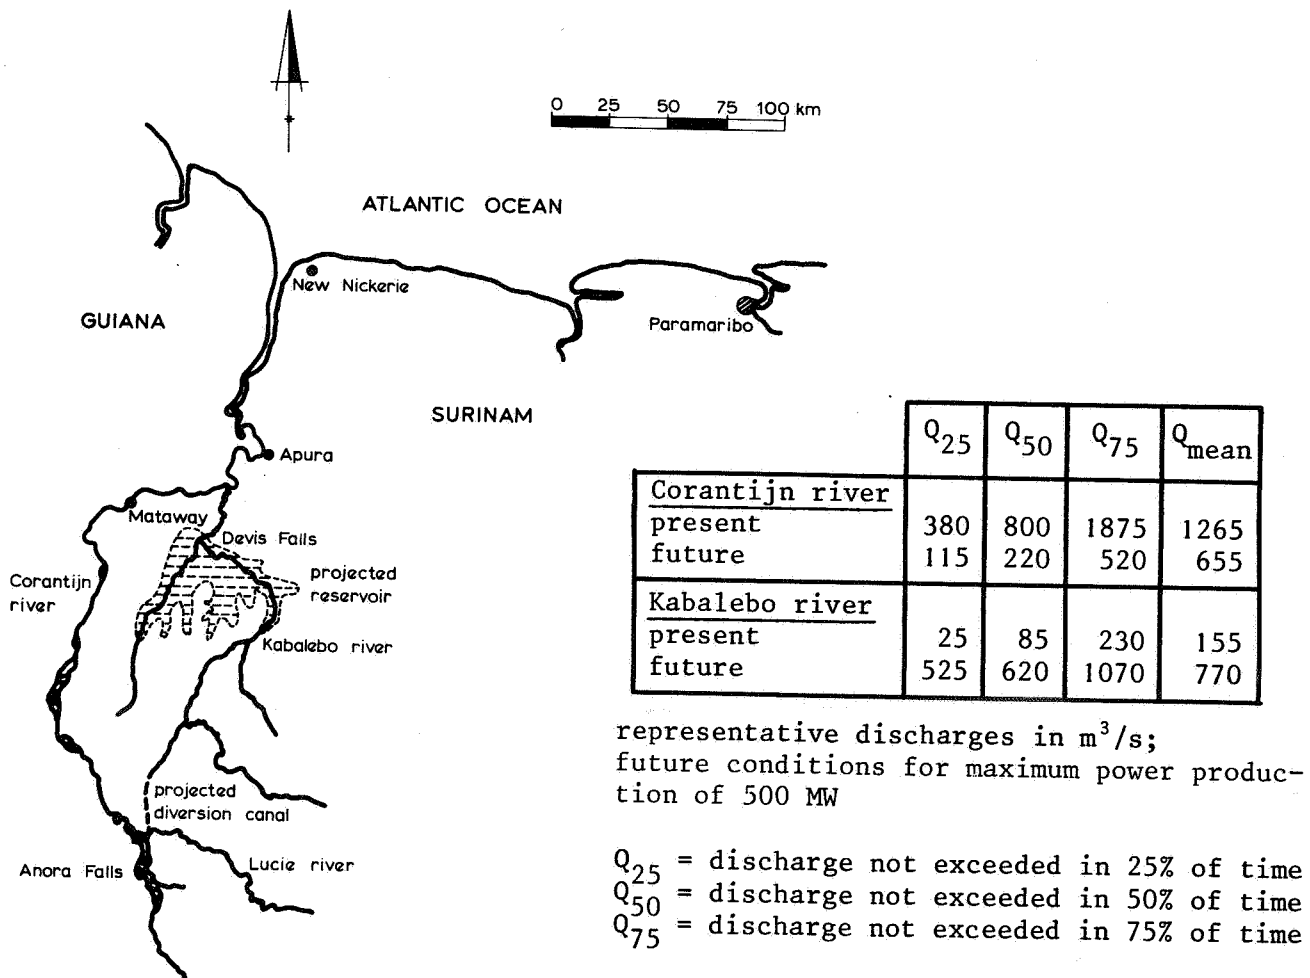 0 25 50 75 100 km
ATLANTIC OCEAN
New Nickerie
GUIANA
Paramaribo
SURINAM
Apura
Mataway
Devis Falls
Corantijn
river
projected
reservoir
Kabalebo river
projected
diversion canal
Anora Falls
Lucie river
Q25 Q50 Q75 Qmean
Corantijn river
present 380 800 1875 1265
future 115 220 520 655
Kabalebo river
present 25 85 230 155
future 525 620 1070 770
representative discharges in m³/s;
future conditions for maximum power produc-
tion of 500 MW
Q25 = discharge not exceeded in 25% of time
Q50 = discharge not exceeded in 50% of time
Q75 = discharge not exceeded in 75% of time